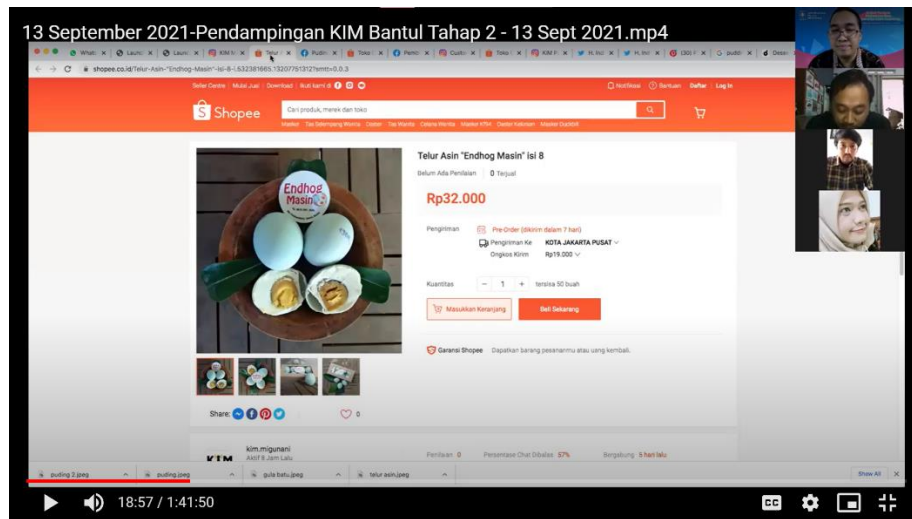 13 September 2021-Pendampingan KIM Bantul Tahap 2 - 13 Sept 2021.mp4
shopee.co.id/Telur-Asin-"Endhog-Masin"-isi-8-i.532381665.13207751312?smtt=0.0.3
Seller Centre Mulai Jual Download Ikuti kami di
Notifikasi Bantuan Daftar Log In
Shopee
Cari produk, merek dan toko
Telur Asin "Endhog Masin" isi 8
Belum Ada Penilaian 0 Terjual
Rp32.000
Endhog
Masin
Pengiriman Pre-Order (dikirim dalam 7 hari)
Pengiriman Ke KOTA JAKARTA PUSAT
Ongkos Kirim Rp19.000
Kuantitas - 1 + tersisa 50 buah
Masukkan Keranjang Beli Sekarang
Garansi Shopee Dapatkan barang pesananmu atau uang kembali.
Share: 0
kim.migunani
Aktif 8 Jam Lalu
KIM
Penilaian 0 Persentase Chat Dibalas 57% Bergabung 5 hari lalu
puding 2.jpeg puding.jpeg gula batu.jpeg telur asin.jpeg Show All
18:57 / 1:41:50
CC